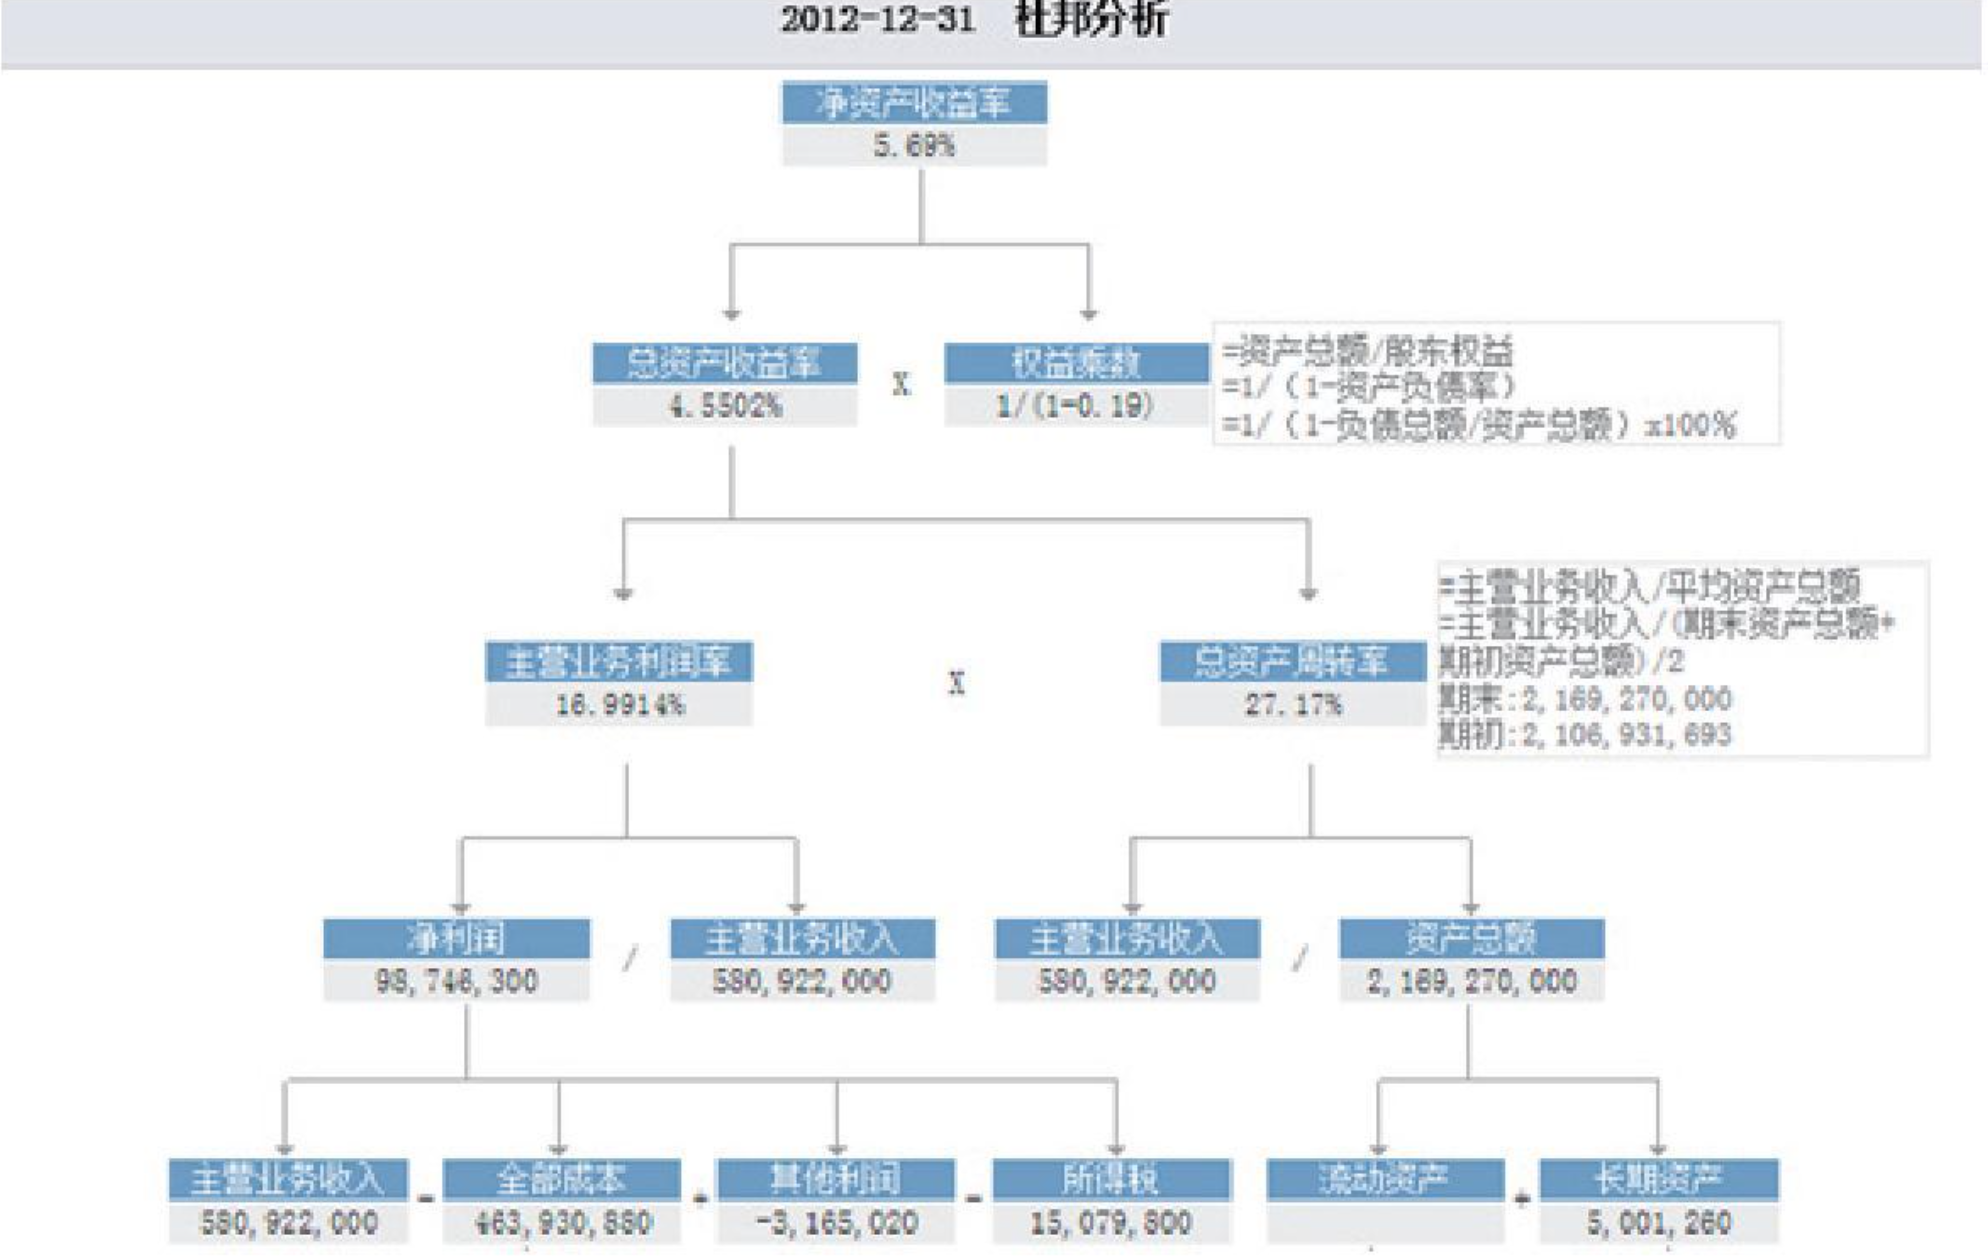 2012-12-31 杜邦分析
净资产收益率
5.69%
总资产收益率
4.5502%
X
权益乘数
1/(1-0.19)
=资产总额/股东权益
=1/（1-资产负债率）
=1/（1-负债总额/资产总额）x100%
主营业务利润率
16.9914%
X
总资产周转率
27.17%
=主营业务收入/平均资产总额
=主营业务收入/(期末资产总额+
期初资产总额)/2
期末:2,169,270,000
期初:2,106,931,693
净利润
98,746,300
/
主营业务收入
580,922,000
主营业务收入
580,922,000
/
资产总额
2,169,270,000
主营业务收入
580,922,000
-
全部成本
463,930,880
+
其他利润
-3,165,020
-
所得税
15,079,800
流动资产
+
长期资产
5,001,260